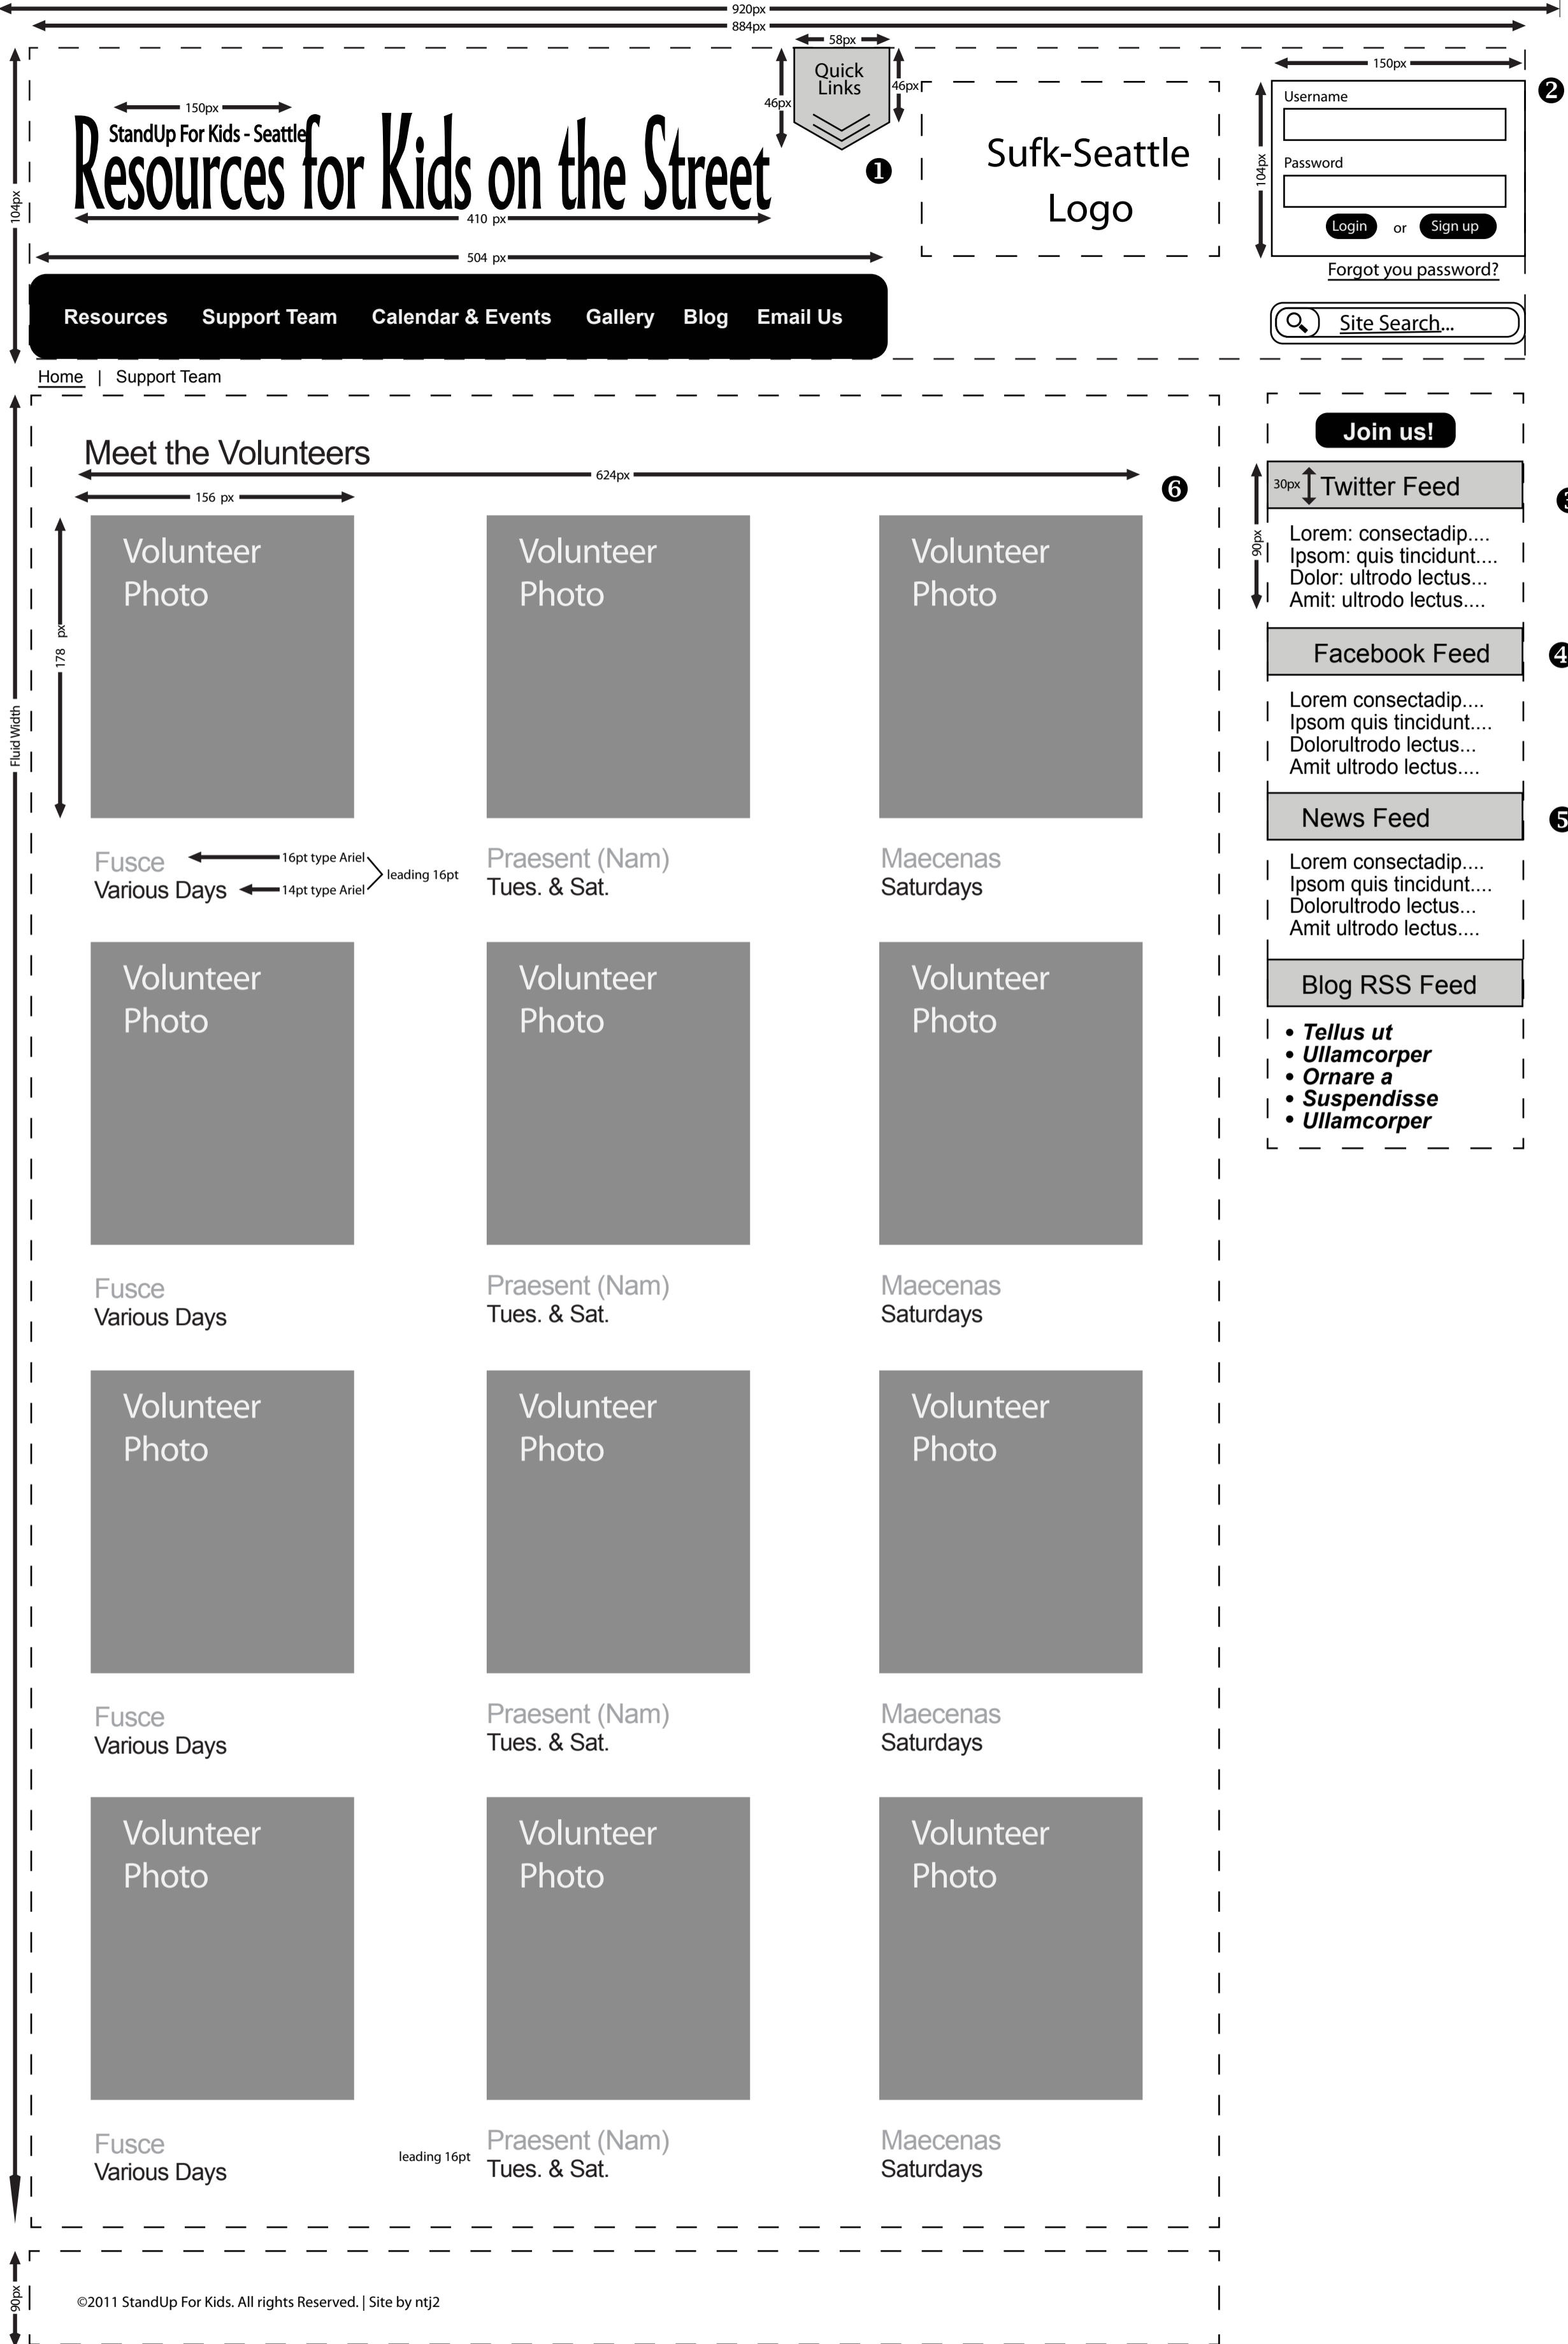 920px
884px
58px
Quick
Links
46px
46px
150px
❷
Username
150px
StandUp For Kids - Seattle
Resources for Kids on the Street
❶
Sufk-Seattle
Logo
104px
Password
Login or Sign up
104px
410 px
504 px
Forgot you password?
Resources Support Team Calendar & Events Gallery Blog Email Us
Site Search...
Home | Support Team
Meet the Volunteers
624px
❻
156 px
178 px
Fluid Width
Volunteer
Photo
Volunteer
Photo
Volunteer
Photo
Fusce
Various Days
16pt type Ariel
14pt type Ariel
leading 16pt
Praesent (Nam)
Tues. & Sat.
Maecenas
Saturdays
Volunteer
Photo
Volunteer
Photo
Volunteer
Photo
Fusce
Various Days
Praesent (Nam)
Tues. & Sat.
Maecenas
Saturdays
Volunteer
Photo
Volunteer
Photo
Volunteer
Photo
Fusce
Various Days
Praesent (Nam)
Tues. & Sat.
Maecenas
Saturdays
Volunteer
Photo
Volunteer
Photo
Volunteer
Photo
Fusce
Various Days
leading 16pt
Praesent (Nam)
Tues. & Sat.
Maecenas
Saturdays
Join us!
30px
Twitter Feed
❸
90px
Lorem: consectadip....
Ipsom: quis tincidunt....
Dolor: ultrodo lectus...
Amit: ultrodo lectus....
Facebook Feed
❹
Lorem consectadip....
Ipsom quis tincidunt....
Dolorultrodo lectus...
Amit ultrodo lectus....
News Feed
❺
Lorem consectadip....
Ipsom quis tincidunt....
Dolorultrodo lectus...
Amit ultrodo lectus....
Blog RSS Feed
• Tellus ut
• Ullamcorper
• Ornare a
• Suspendisse
• Ullamcorper
90px
©2011 StandUp For Kids. All rights Reserved. | Site by ntj2